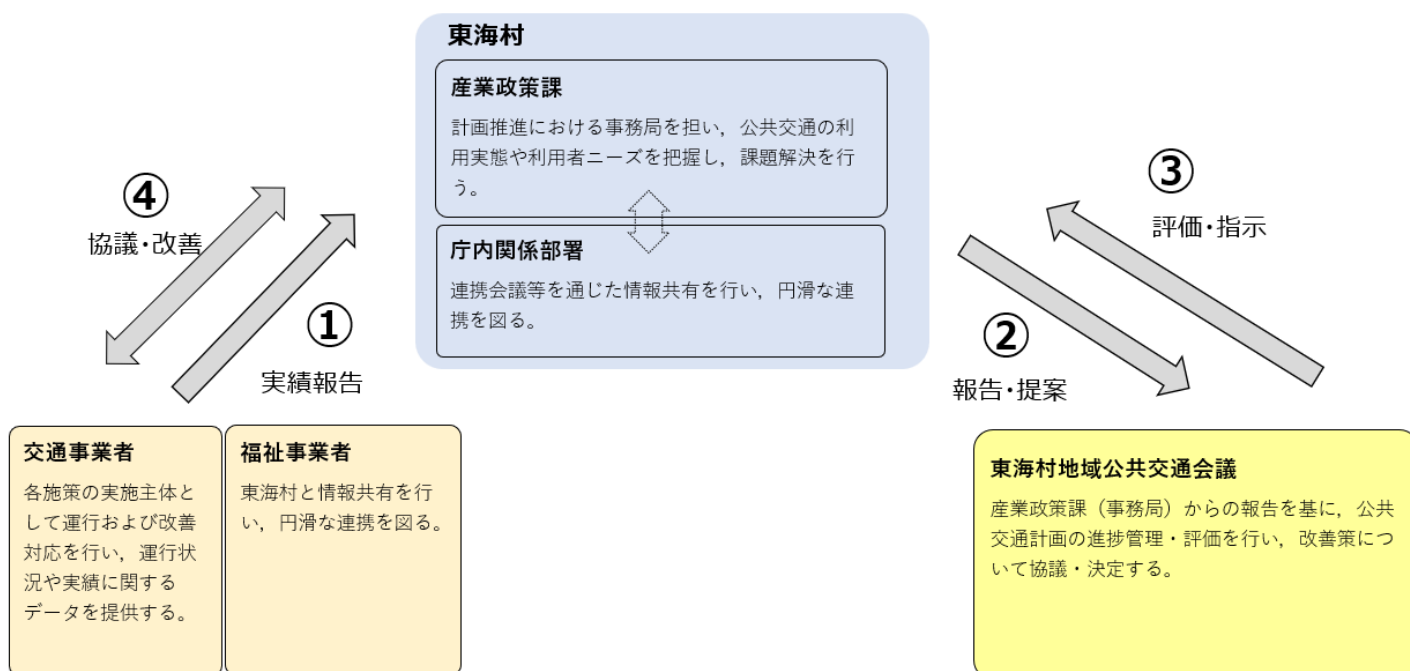 東海村
産業政策課
計画推進における事務局を担い，公共交通の利
用実態や利用者ニーズを把握し，課題解決を行
う。
庁内関係部署
連携会議等を通じた情報共有を行い，円滑な連
携を図る。
④
協議・改善
①
実績報告
③
評価・指示
②
報告・提案
交通事業者
各施策の実施主体と
して運行および改善
対応を行い，運行状
況や実績に関する
データを提供する。
福祉事業者
東海村と情報共有を行
い，円滑な連携を図る。
東海村地域公共交通会議
産業政策課（事務局）からの報告を基に，公共
交通計画の進捗管理・評価を行い，改善策につ
いて協議・決定する。